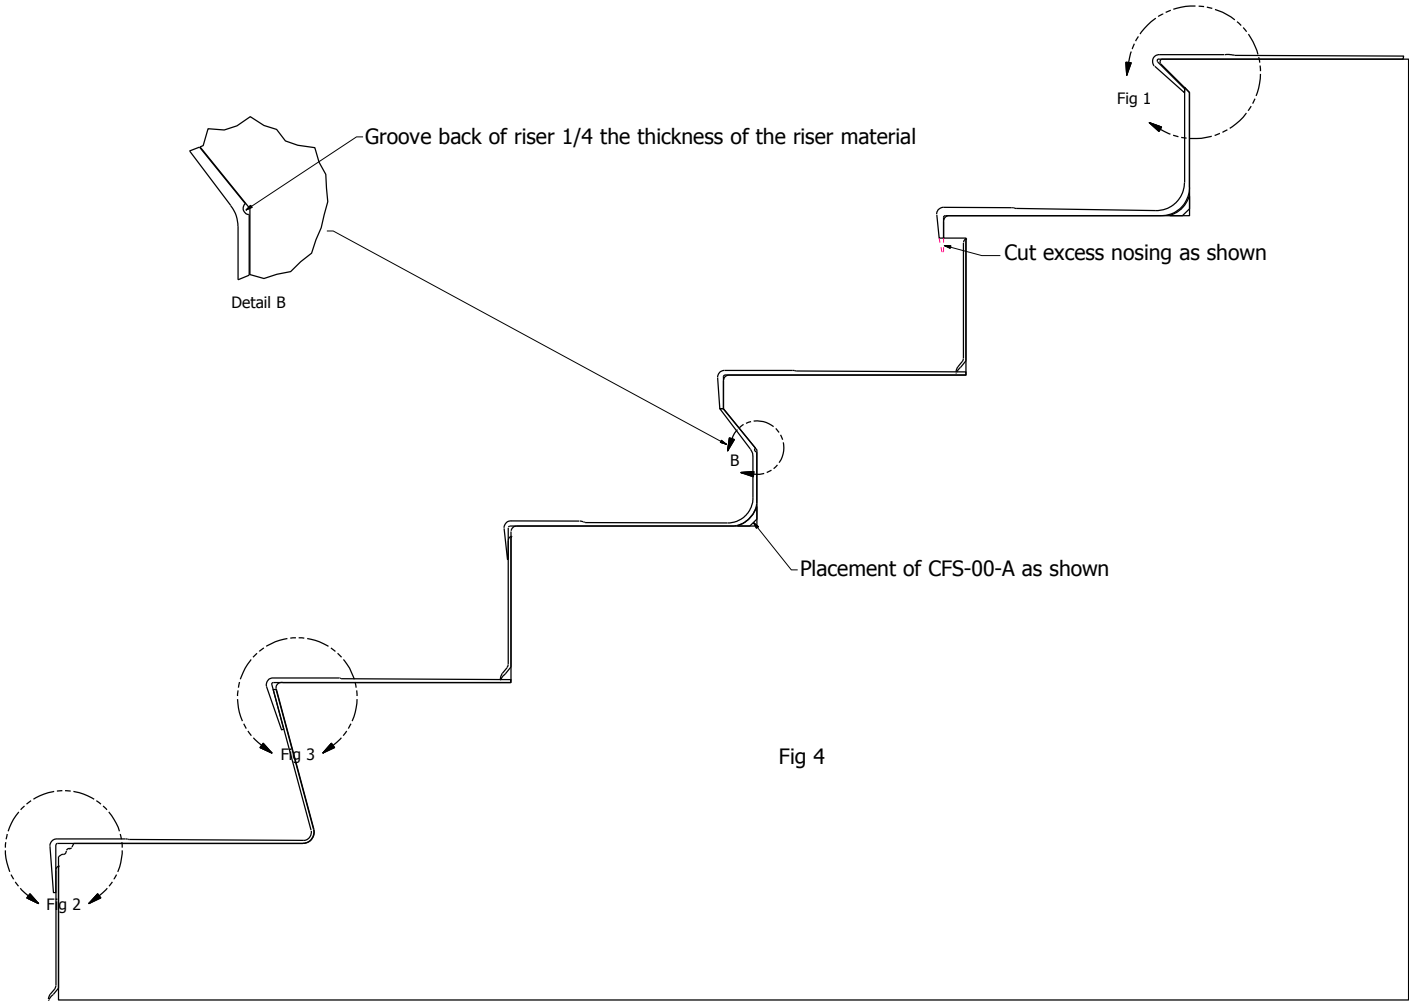 Fig 1
Groove back of riser 1/4 the thickness of the riser material
Cut excess nosing as shown
Detail B
B
Placement of CFS-00-A as shown
Fig 3
Fig 4
Fig 2